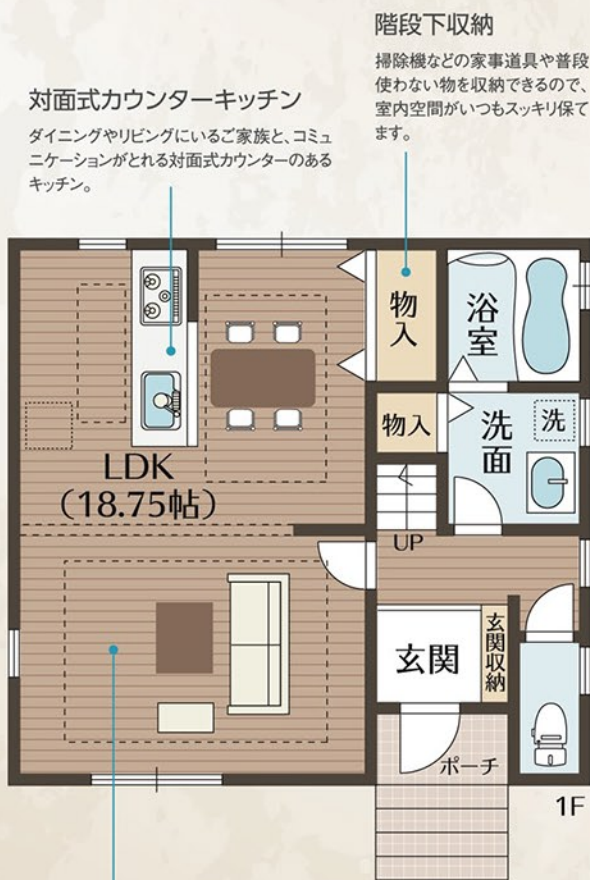 階段下収納
掃除機などの家事道具や普段
使わない物を収納できるので、
室内空間がいつもスッキリ保て
ます。
対面式カウンターキッチン
ダイニングやリビングにいるご家族と、コミュ
ニケーションがとれる対面式カウンターのある
キッチン。
物入
浴室
物入
洗面
洗
LDK
（18.75帖）
UP
玄関
玄関収納
ポーチ
1F